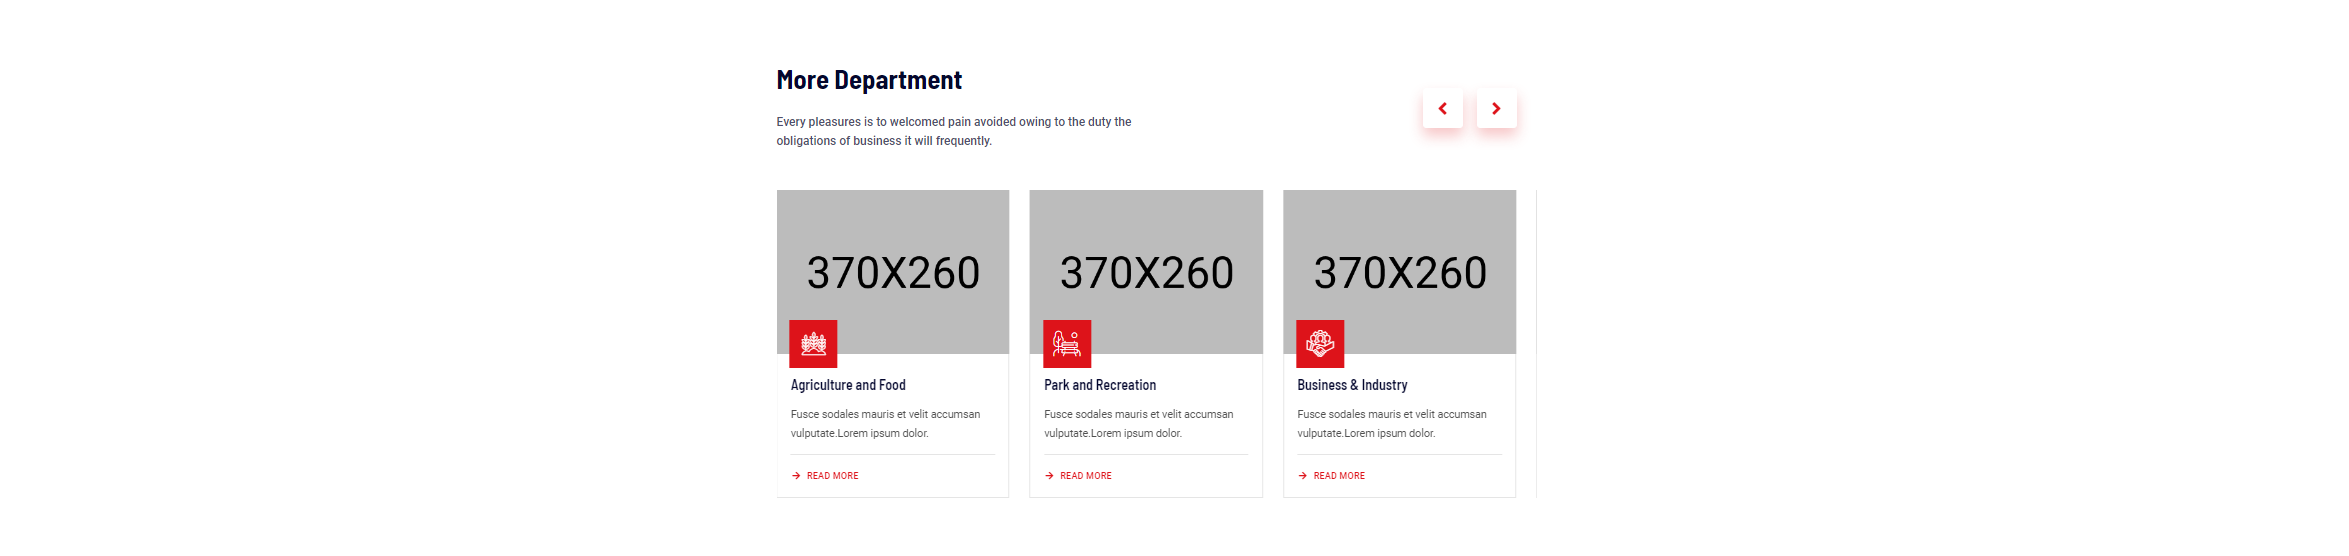 More Department
Every pleasures is to welcomed pain avoided owing to the duty the
obligations of business it will frequently.
370X260
370X260
370X260
Agriculture and Food
Fusce sodales mauris et velit accumsan
vulputate.Lorem ipsum dolor.
READ MORE
Park and Recreation
Fusce sodales mauris et velit accumsan
vulputate.Lorem ipsum dolor.
READ MORE
Business & Industry
Fusce sodales mauris et velit accumsan
vulputate.Lorem ipsum dolor.
READ MORE